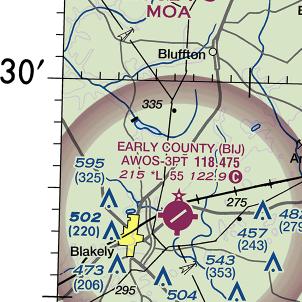 MOA
Bluffton
30'
335
EARLY COUNTY (BIJ)
AWOS-3PT 118.475
215 *L 55 122.9 C
595
(325)
275
502
(220)
482
457
(243)
Blakely
473
(206)
543
(353)
295
504